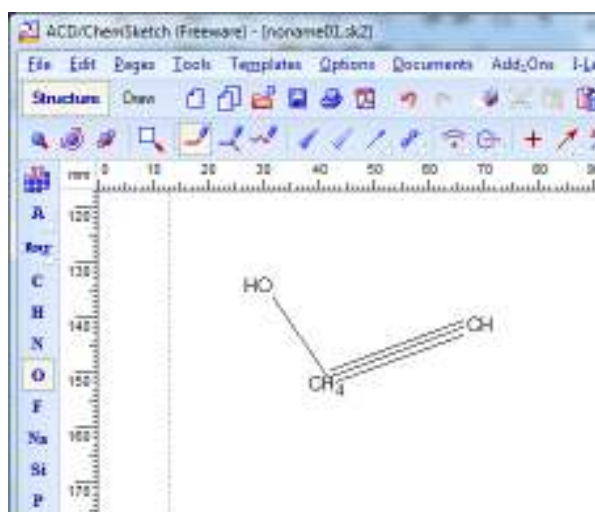 ACD/ChemSketch (Freeware) - [noname01.sk2]
File Edit Pages Tools Templates Options Documents Add-Ons I-L
Structure Draw
mm 0 10 20 30 40 50 60 70 80 90
A
120
C
130
H
HO
N
140
CH
O
150
CH4
F
Na
160
Si
P
170